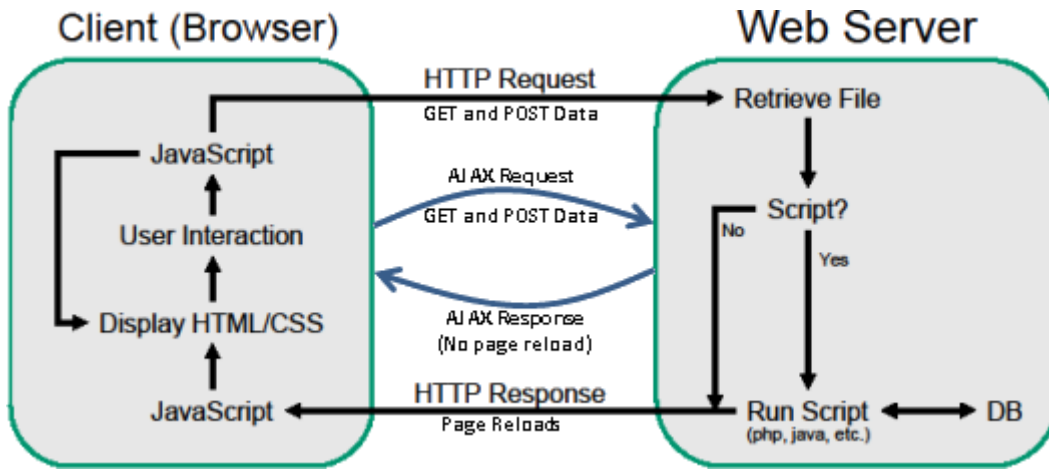 Client (Browser)
Web Server
HTTP Request
GET and POST Data
Retrieve File
JavaScript
AJAX Request
GET and POST Data
Script?
No
Yes
User Interaction
Display HTML/CSS
AJAX Response
(No page reload)
HTTP Response
Page Reloads
JavaScript
Run Script
(php, java, etc.)
DB